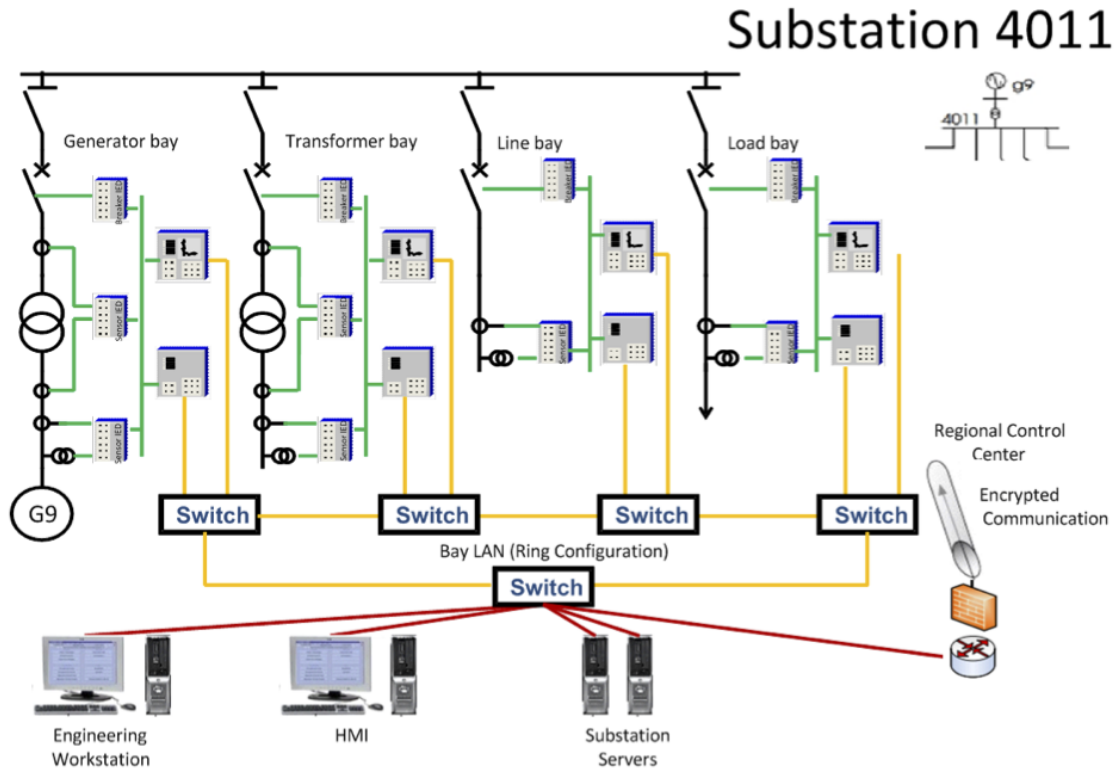 Substation 4011
g9
4011
Generator bay
Transformer bay
Line bay
Load bay
Breaker IED
Breaker IED
Breaker IED
Breaker IED
Sensor IED
Sensor IED
Sensor IED
Sensor IED
Sensor IED
Sensor IED
G9
Switch
Switch
Switch
Switch
Regional Control
Center
Encrypted
Communication
Bay LAN (Ring Configuration)
Switch
Engineering
Workstation
HMI
Substation
Servers